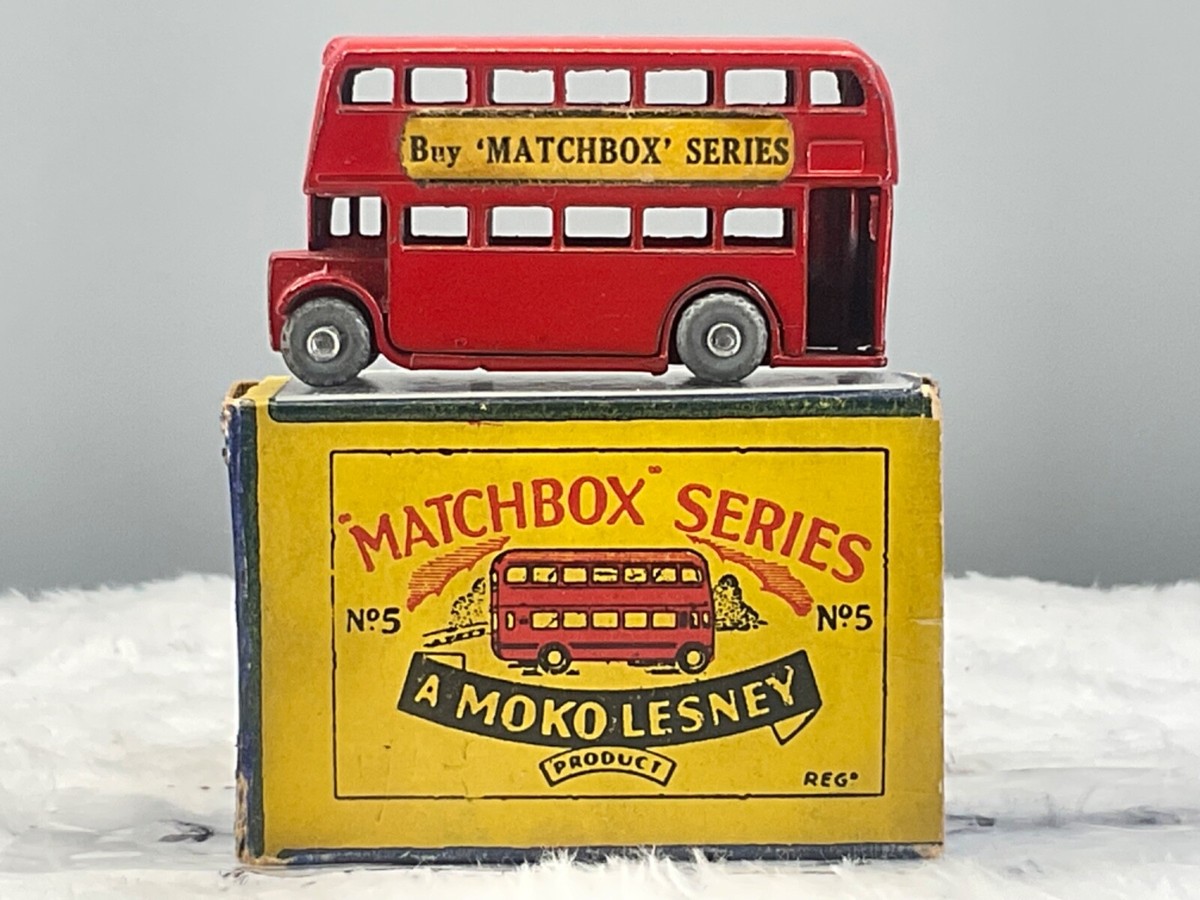 Buy 'MATCHBOX' SERIES
"MATCHBOX" SERIES
Nº5 Nº5
A MOKO LESNEY
PRODUCT
REGº